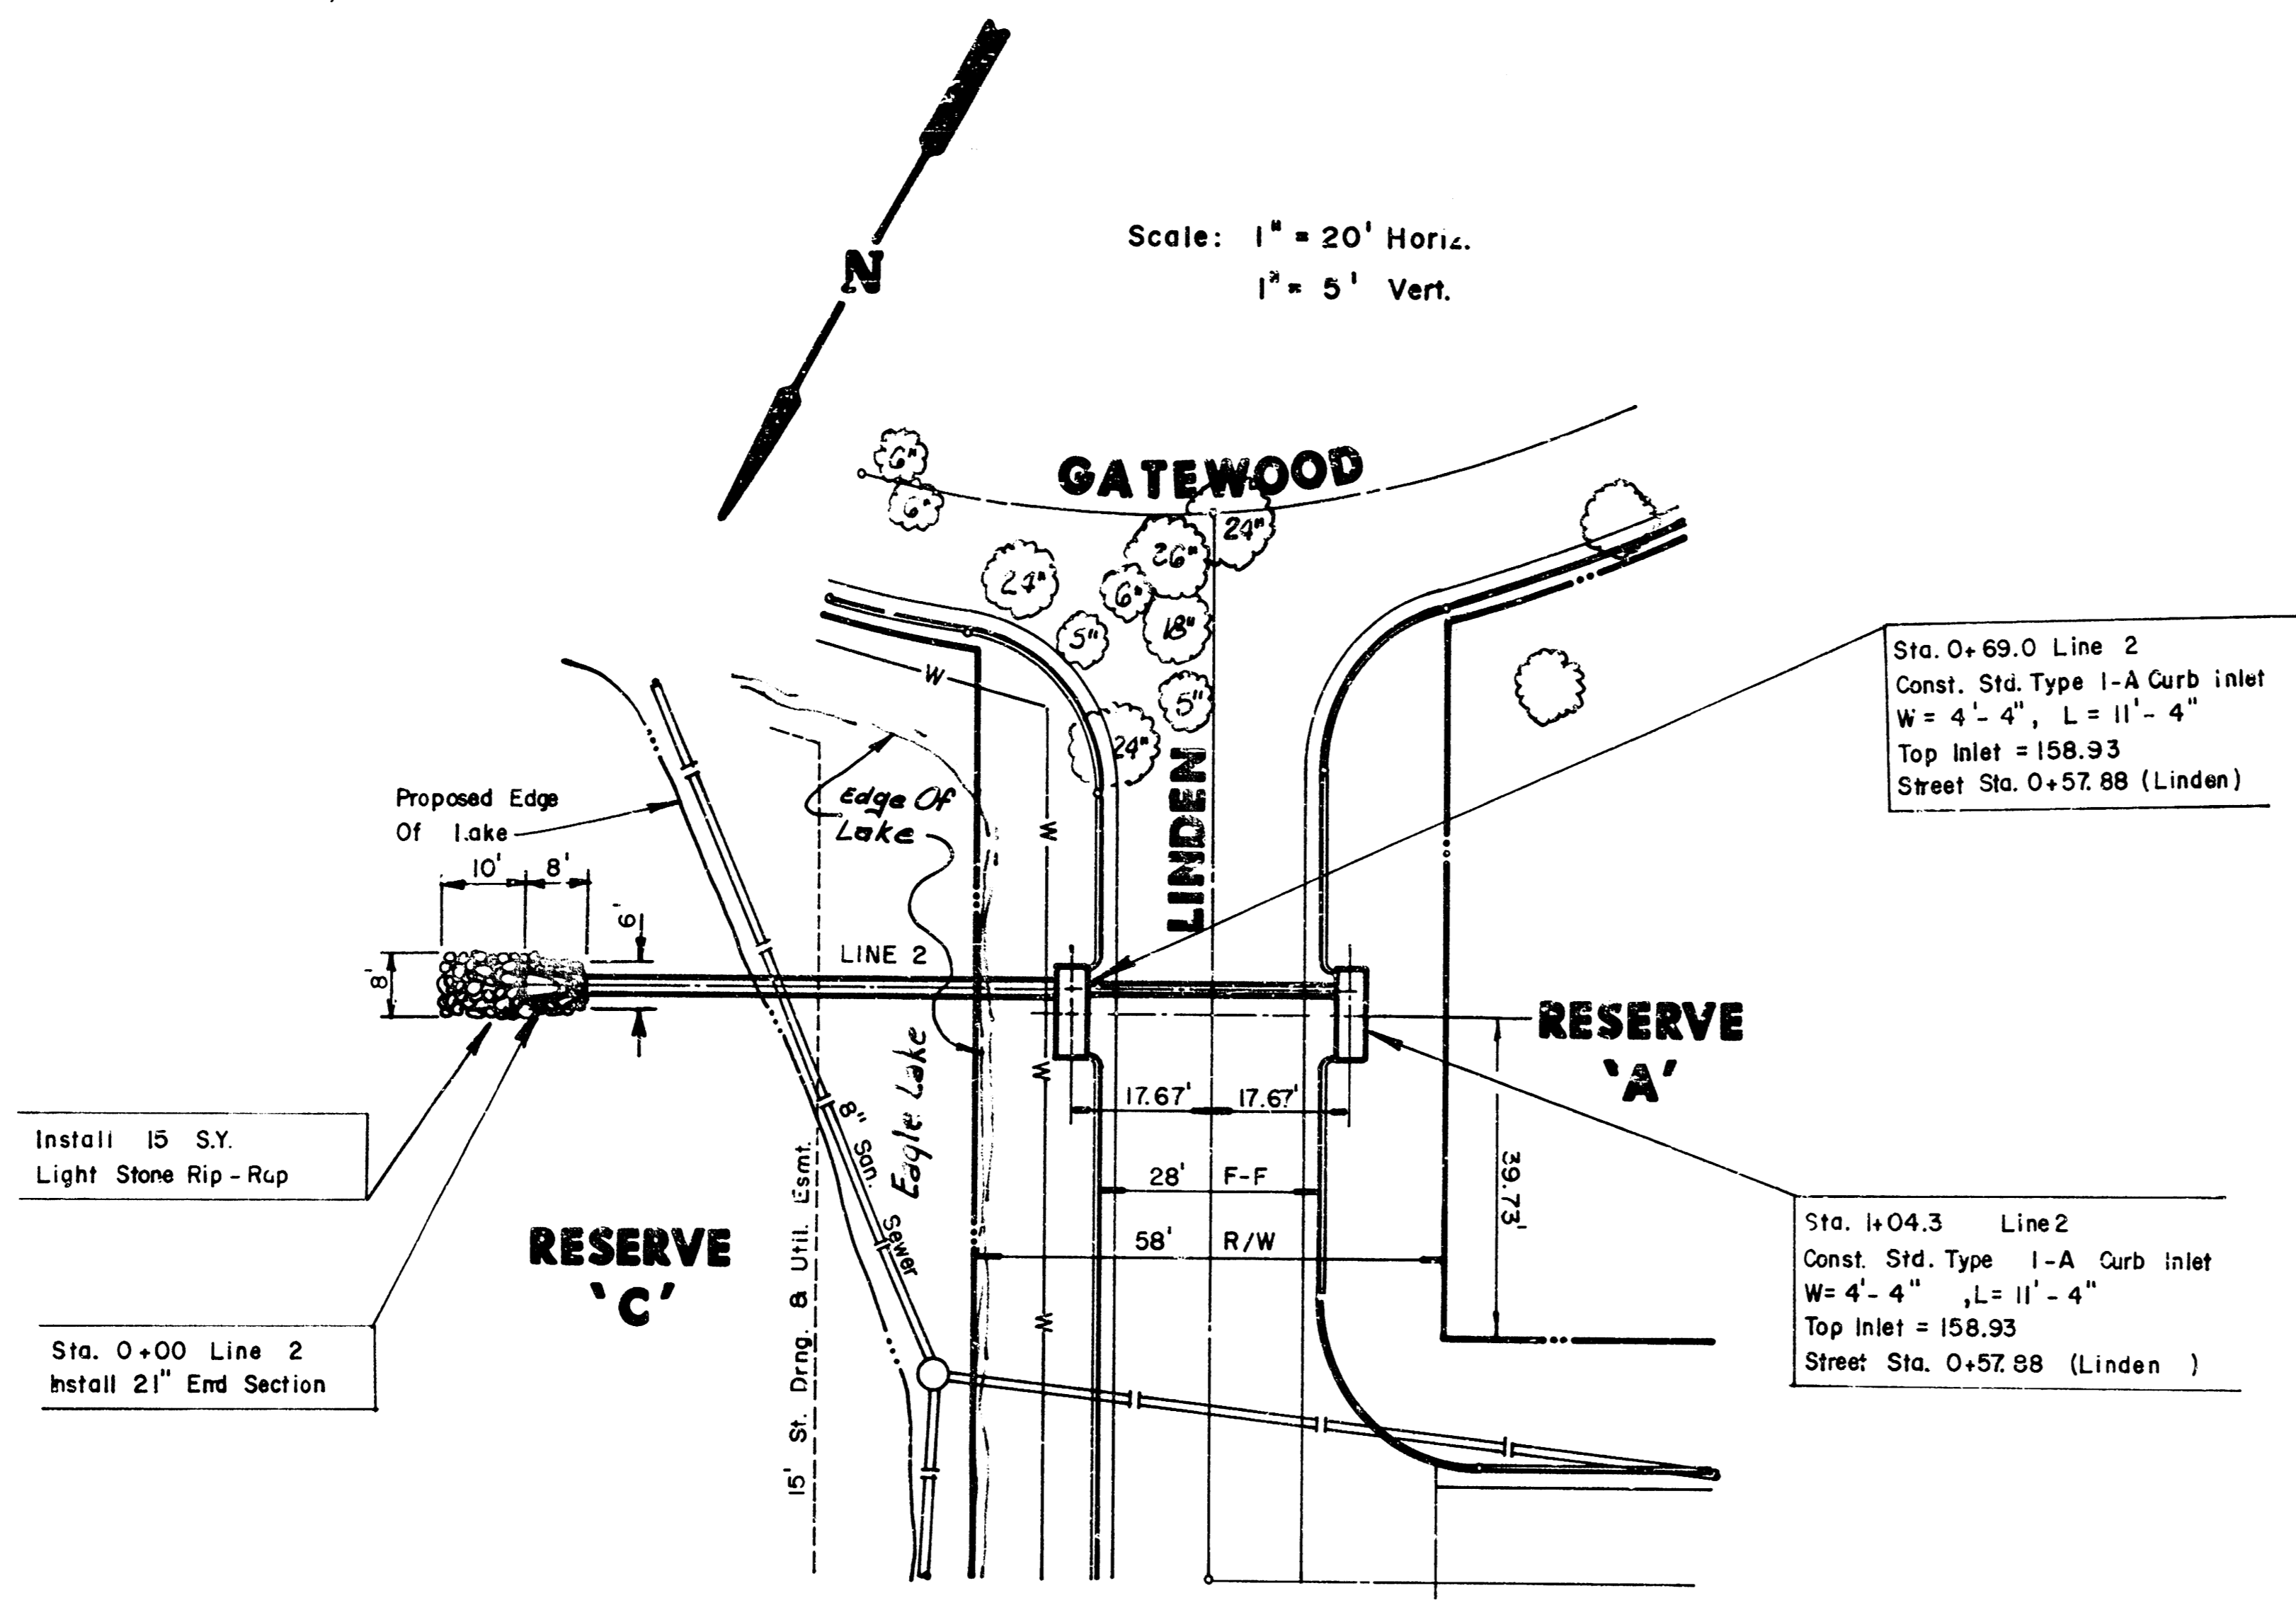 N
Scale: 1" = 20' Horiz.
1" = 5' Vert.
GATEWOOD
6"
6"
24"
26"
24"
6"
5"
18"
5"
24"
W
LINDEN
Sta. 0+69.0 Line 2
Const. Std. Type 1-A Curb inlet
W = 4'-4", L = 11'-4"
Top Inlet = 158.93
Street Sta. 0+57.88 (Linden)
Proposed Edge
Of Lake
Edge Of
Lake
W
10'
8'
6'
8'
LINE 2
RESERVE
'A'
Eagle Lake
W
17.67'
17.67'
39.73'
28' F-F
58' R/W
W
Install 15 S.Y.
Light Stone Rip-Rap
8" San. Sewer
15' St. Drng. & Util. Esmt.
RESERVE
'C'
Sta. 0+00 Line 2
Install 21" End Section
Sta. 1+04.3 Line 2
Const. Std. Type 1-A Curb Inlet
W= 4'-4" ,L= 11'-4"
Top Inlet = 158.93
Street Sta. 0+57.88 (Linden )